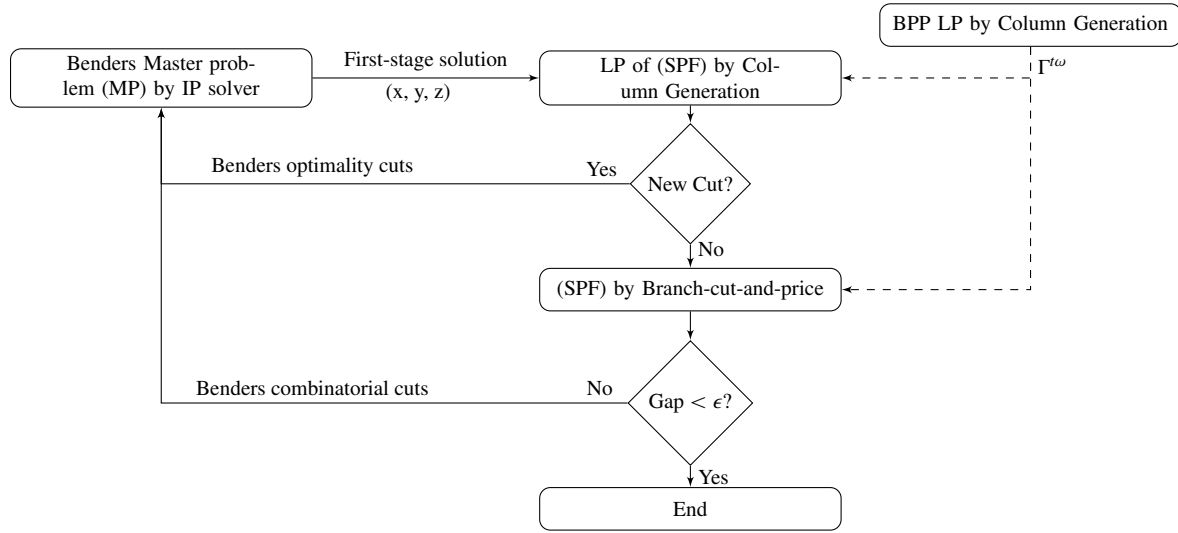 BPP LP by Column Generation
Benders Master prob-
lem (MP) by IP solver
First-stage solution
(x, y, z)
LP of (SPF) by Col-
umn Generation
Γ^{tω}
Benders optimality cuts
Yes
New Cut?
No
(SPF) by Branch-cut-and-price
Benders combinatorial cuts
No
Gap < ϵ?
Yes
End